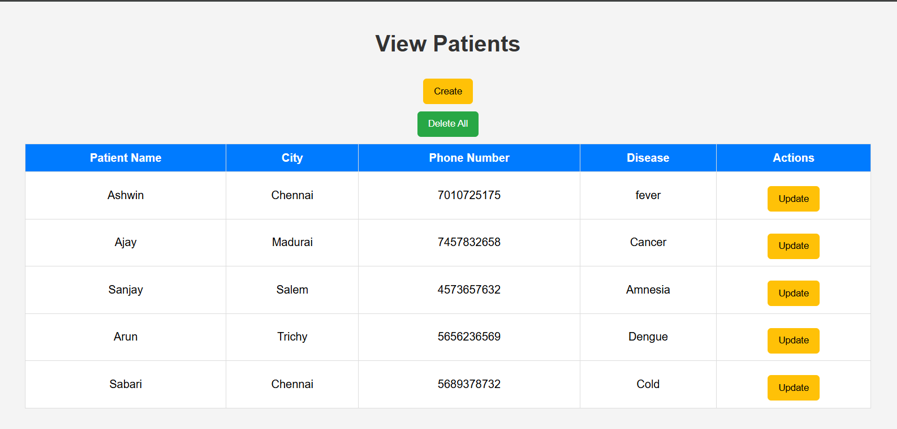 View Patients
Create
Delete All
Patient Name City Phone Number Disease Actions
Ashwin Chennai 7010725175 fever Update
Ajay Madurai 7457832658 Cancer Update
Sanjay Salem 4573657632 Amnesia Update
Arun Trichy 5656236569 Dengue Update
Sabari Chennai 5689378732 Cold Update